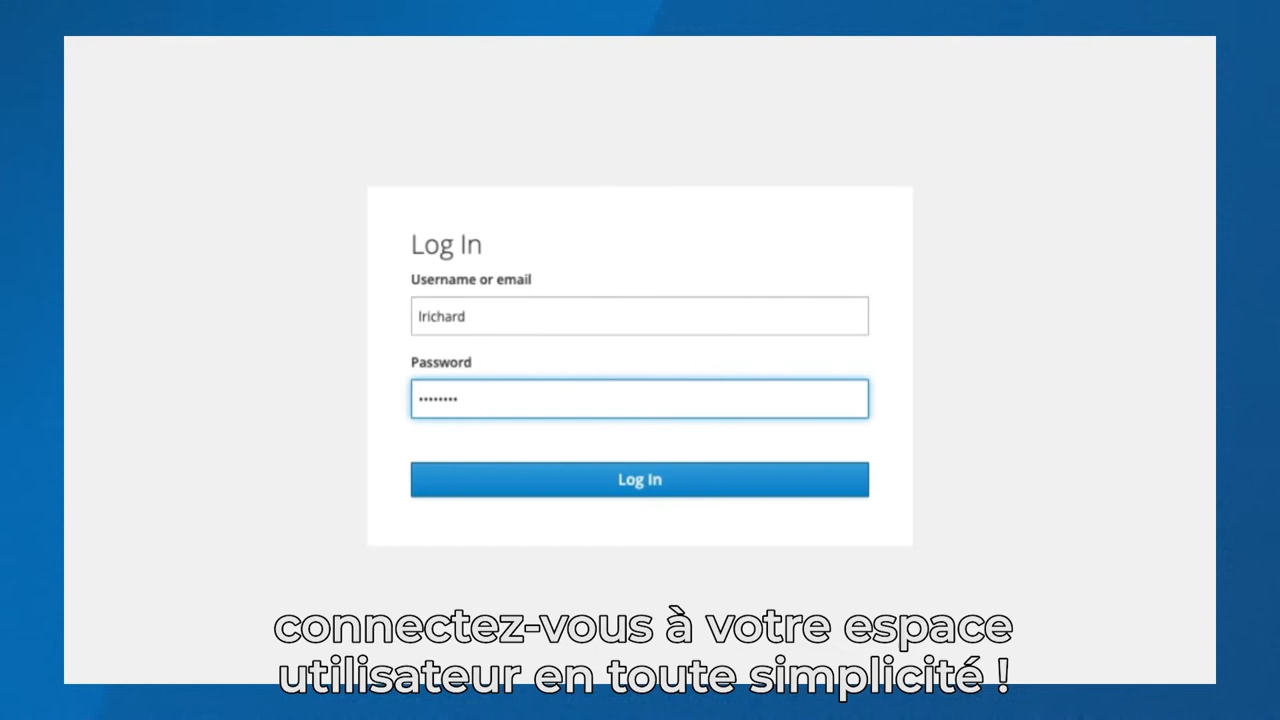 Log In
Username or email
lrichard
Password
••••••••
Log In
connectez-vous à votre espace
utilisateur en toute simplicité !